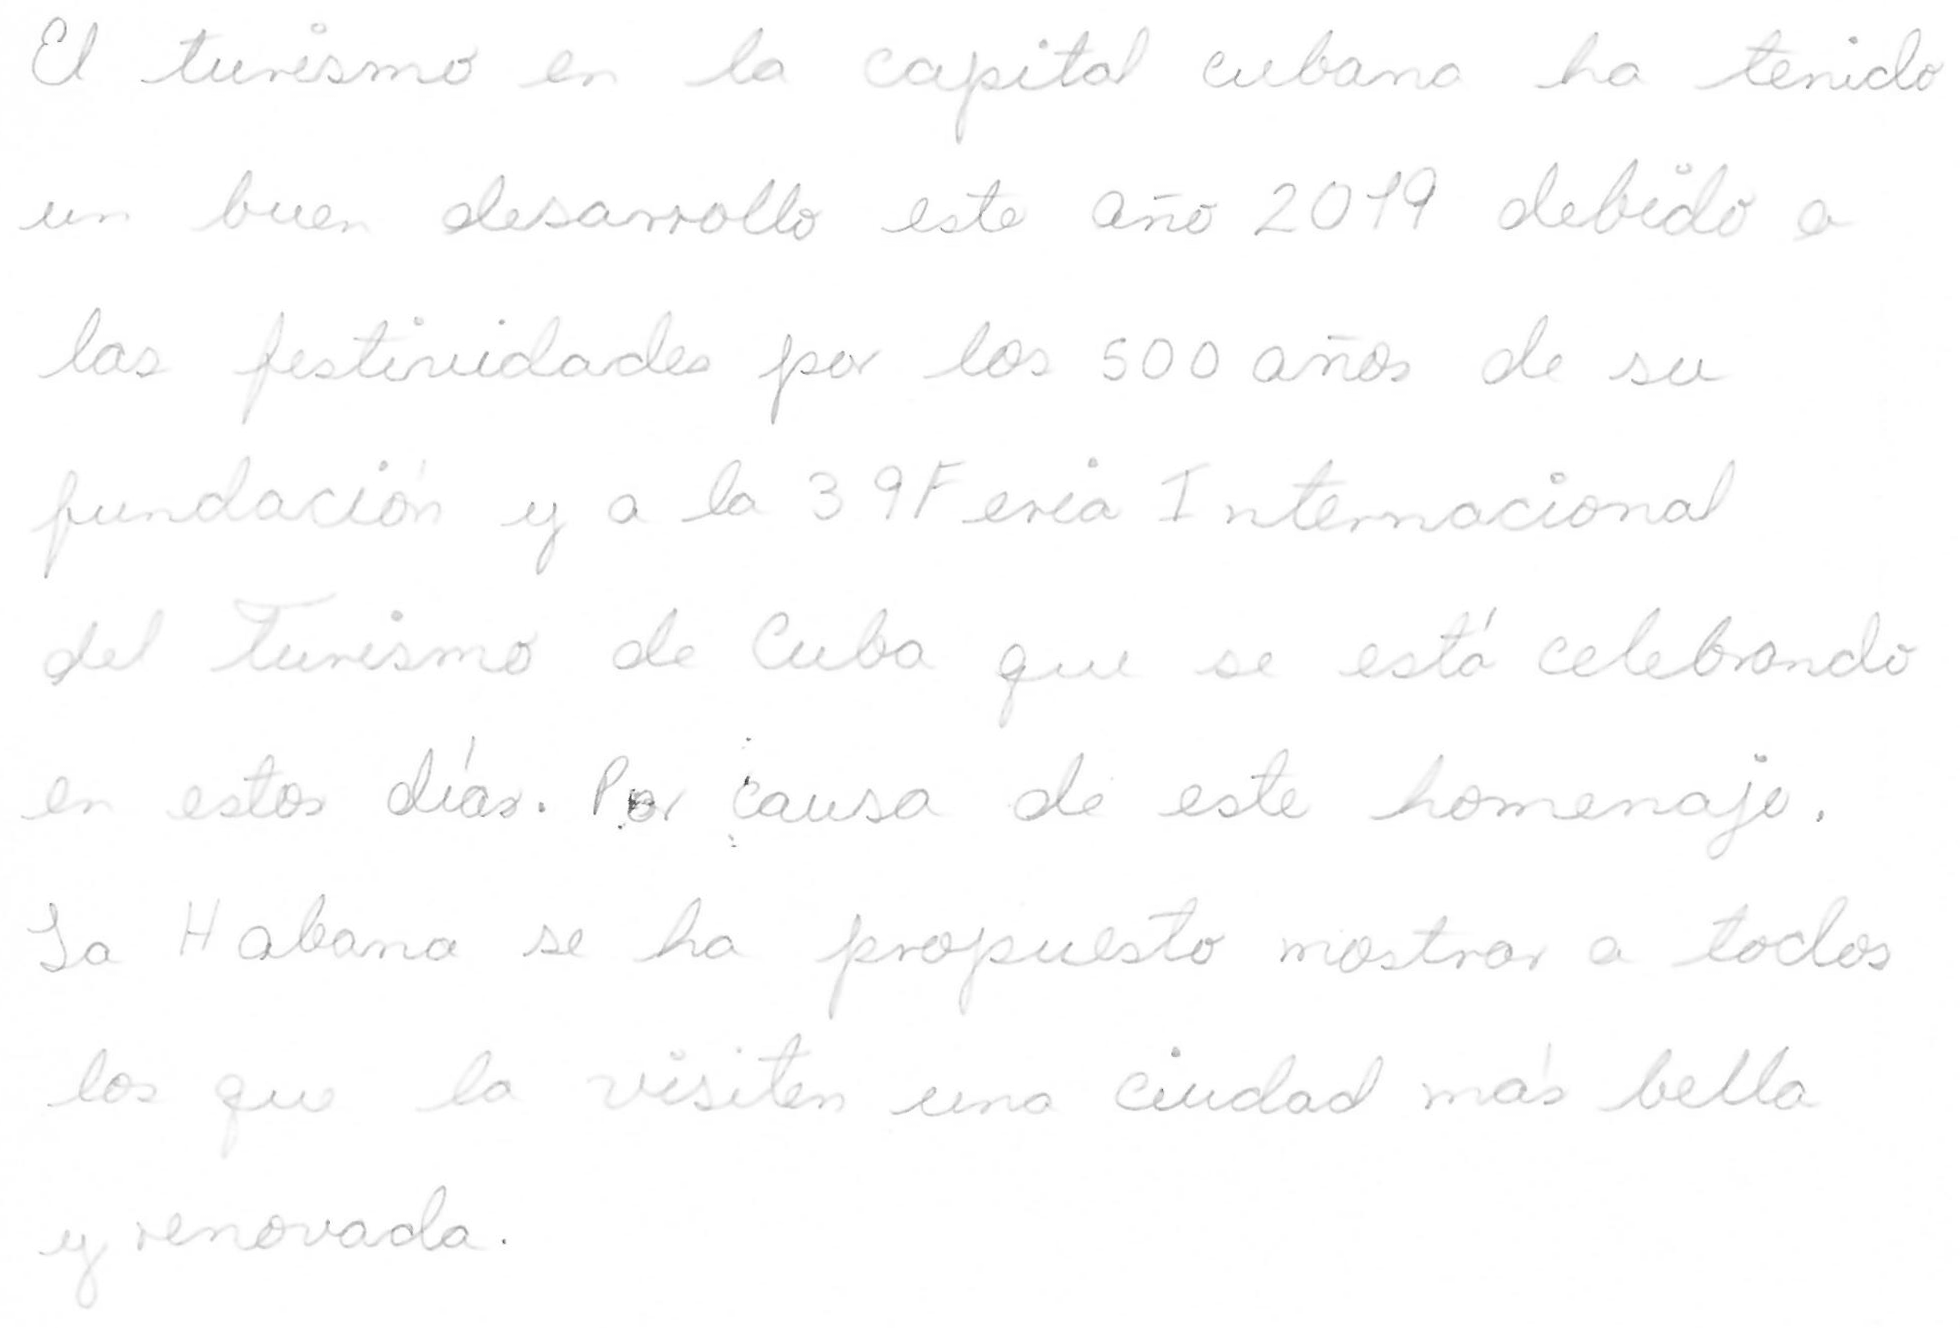 El turismo en la capital cubana ha tenido
un buen desarrollo este año 2019 debido a
las festividades por los 500 años de su
fundación y a la 39 Feria Internacional
del Turismo de Cuba que se está celebrando
en estos días. Por causa de este homenaje,
La Habana se ha propuesto mostrar a todos
los que la visiten una ciudad más bella
y renovada.